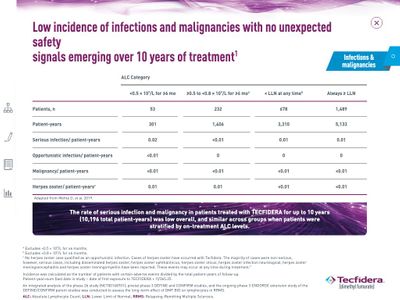 Low incidence of infections and malignancies with no unexpected
safety
signals emerging over 10 years of treatment¹
Infections &
malignancies
ALC Category
<0.5 × 10⁹/L for ≥6 mo
≥0.5 to <0.8 × 10⁹/L for ≥6 mo
< LLN at any time
Always ≥ LLN
Patients, n 53 232 678 1,489
Patient-years 301 1,406 3,310 5,133
Serious infection/ patient-years 0.02 <0.01 0.01 0.01
Opportunistic infection/ patient-years <0.01 0 <0.01 <0.01
Malignancy/ patient-years <0.01 <0.01 <0.01 <0.01
Herpes zoster/ patient-years 0.01 0.01 <0.01 <0.01
Adapted from Mehta D, et al. 2019.
The rate of serious infection and malignancy in patients treated with TECFIDERA for up to 10 years
(10,196 total patient-years) was low overall, and similar across groups when patients were
stratified by on-treatment ALC levels.
Tecfidera
(dimethyl fumarate)
ALC: Absolute Lymphocyte Count; LLN: Lower Limit of Normal; RRMS: Relapsing Remitting Multiple Sclerosis.